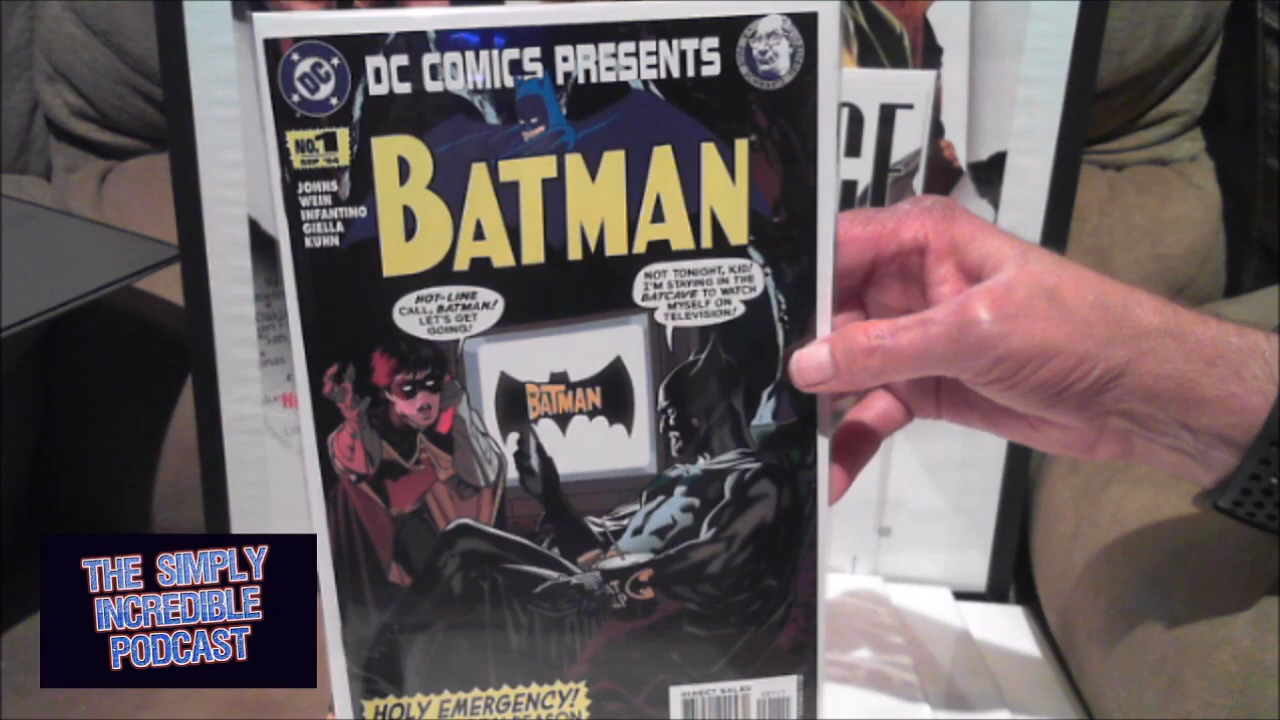 DC
DC COMICS PRESENTS
NO. 1
SEP '04
BATMAN
JOHNS
WEIN
INFANTINO
GIELLA
KUHN
HOT-LINE
CALL, BATMAN!
LET'S GET
GOING!
NOT TONIGHT, KID!
I'M STAYING IN THE
BATCAVE TO WATCH
MYSELF ON
TELEVISION!
BATMAN
HOLY EMERGENCY!
DIRECT SALES
THE SIMPLY
INCREDIBLE
PODCAST